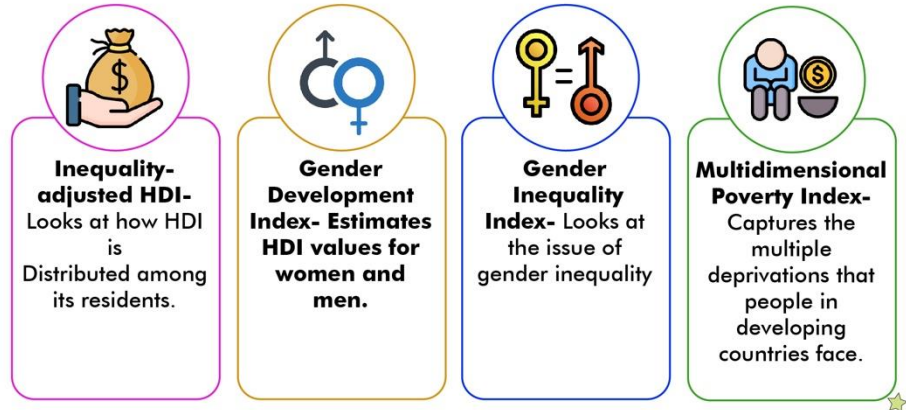 $
Inequality-
adjusted HDI-
Looks at how HDI
is
Distributed among
its residents.
Gender
Development
Index- Estimates
HDI values for
women and
men.
Gender
Inequality
Index- Looks at
the issue of
gender inequality
$
Multidimensional
Poverty Index-
Captures the
multiple
deprivations that
people in
developing
countries face.